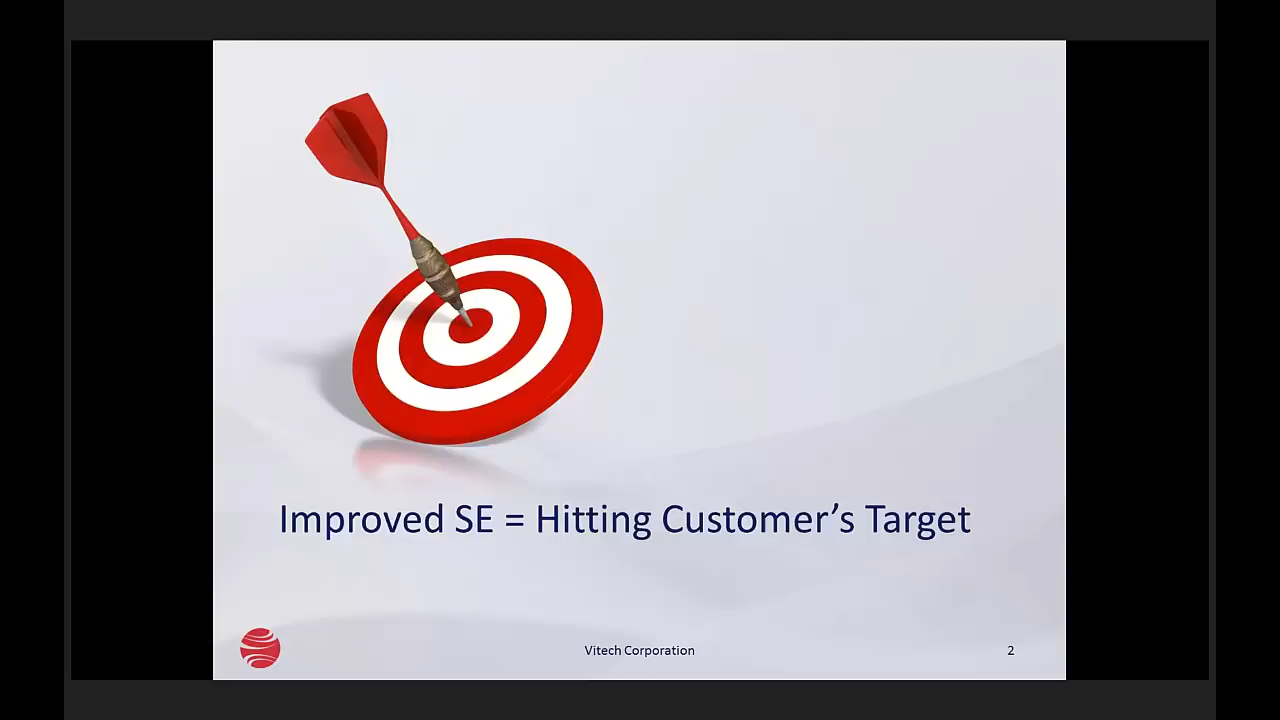 Improved SE = Hitting Customer’s Target
Vitech Corporation
2